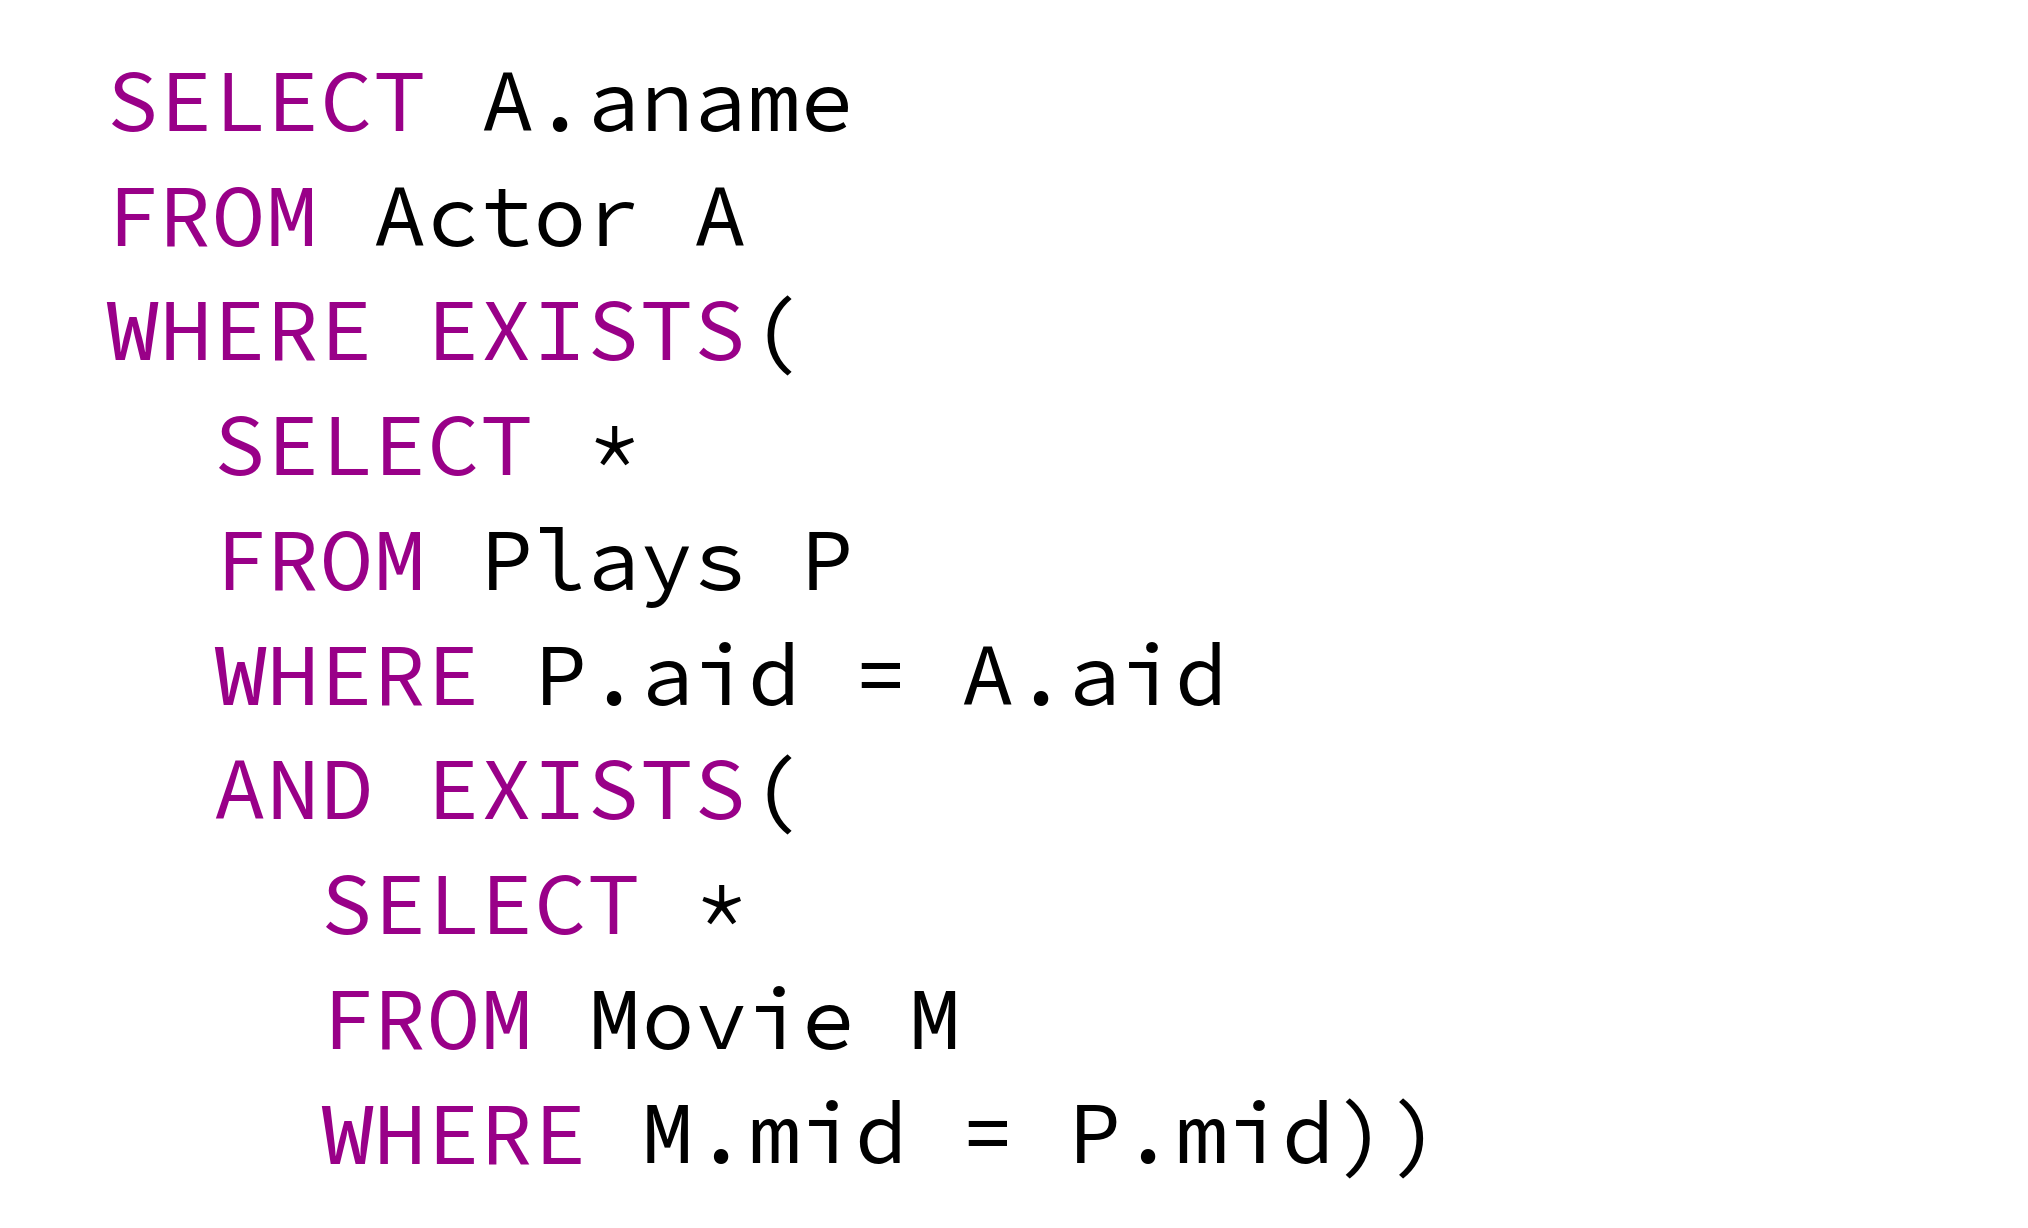 SELECT A.aname
FROM Actor A
WHERE EXISTS(
  SELECT *
  FROM Plays P
  WHERE P.aid = A.aid
  AND EXISTS(
    SELECT *
    FROM Movie M
    WHERE M.mid = P.mid))